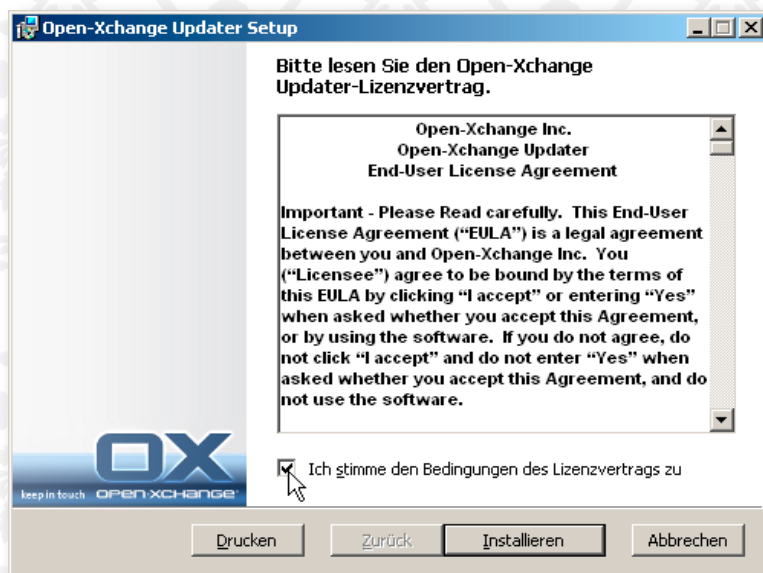 Open-Xchange Updater Setup
Bitte lesen Sie den Open-Xchange
Updater-Lizenzvertrag.
Open-Xchange Inc.
Open-Xchange Updater
End-User License Agreement
Important - Please Read carefully.  This End-User
License Agreement (“EULA”) is a legal agreement
between you and Open-Xchange Inc.  You
(“Licensee”) agree to be bound by the terms of
this EULA by clicking “I accept” or entering “Yes”
when asked whether you accept this Agreement,
or by using the software.  If you do not agree, do
not click “I accept” and do not enter “Yes” when
asked whether you accept this Agreement, and do
not use the software.
Ich stimme den Bedingungen des Lizenzvertrags zu
OX
keep in touch OPEN-XCHANGE
Drucken Zurück Installieren Abbrechen